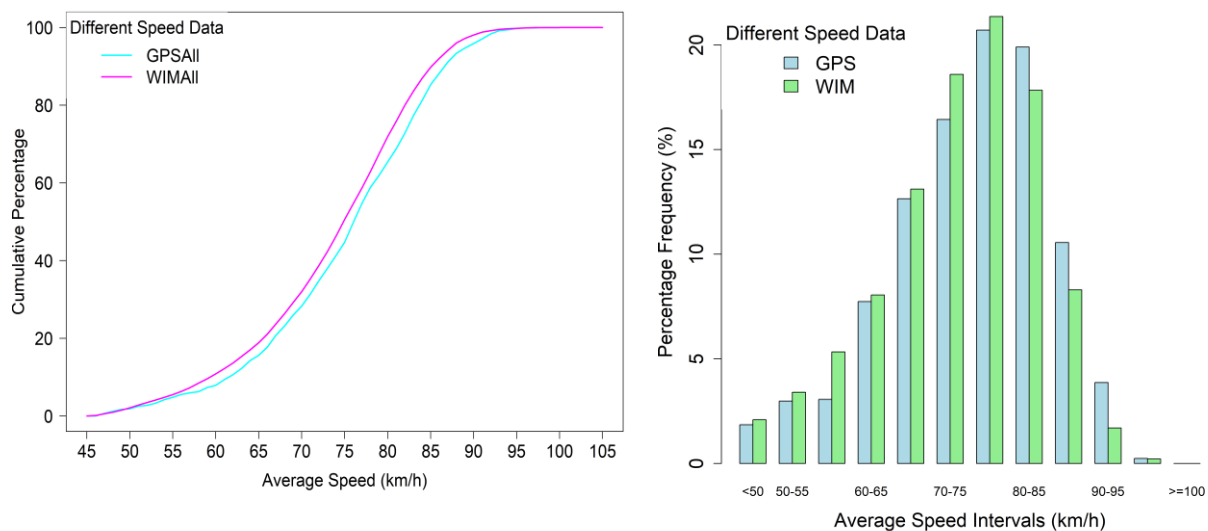 Different Speed Data
GPSAll
WIMAll
Cumulative Percentage
100
80
60
40
20
0
45 50 55 60 65 70 75 80 85 90 95 100 105
Average Speed (km/h)
Different Speed Data
GPS
WIM
Percentage Frequency (%)
20
15
10
5
0
<50 50-55 60-65 70-75 80-85 90-95 >=100
Average Speed Intervals (km/h)